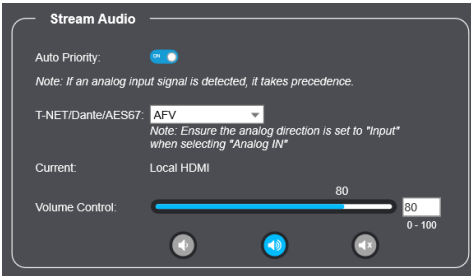 Stream Audio
Auto Priority: ON
Note: If an analog input signal is detected, it takes precedence.
T-NET/Dante/AES67: AFV
Note: Ensure the analog direction is set to "Input"
when selecting "Analog IN"
Current: Local HDMI
80
Volume Control: 80
0 - 100